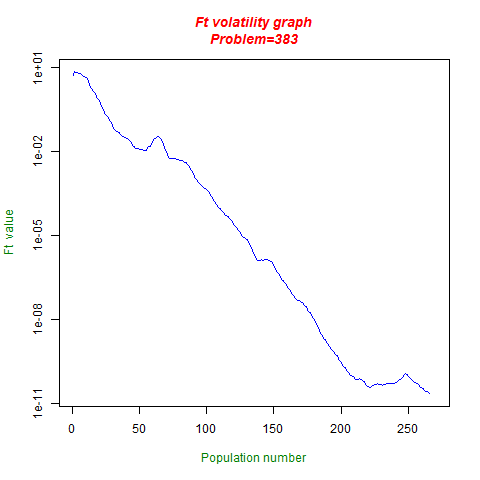 Ft volatility graph
Problem=383
Ft value
1e+01
1e-02
1e-05
1e-08
1e-11
0 50 100 150 200 250
Population number